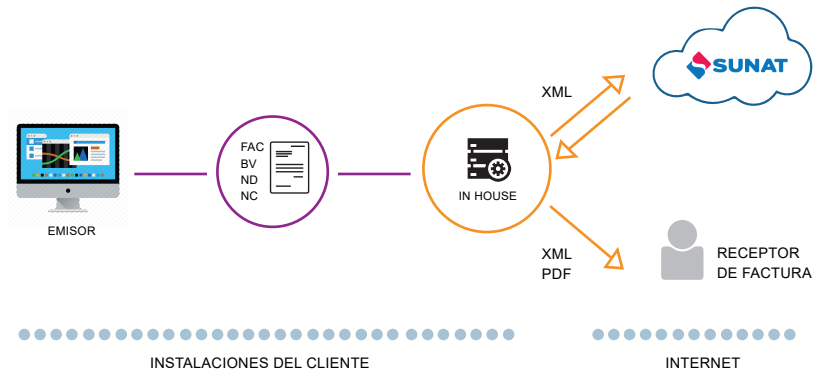 SUNAT
XML
FAC
BV
ND
NC
IN HOUSE
EMISOR
XML
PDF
RECEPTOR
DE FACTURA
INSTALACIONES DEL CLIENTE
INTERNET